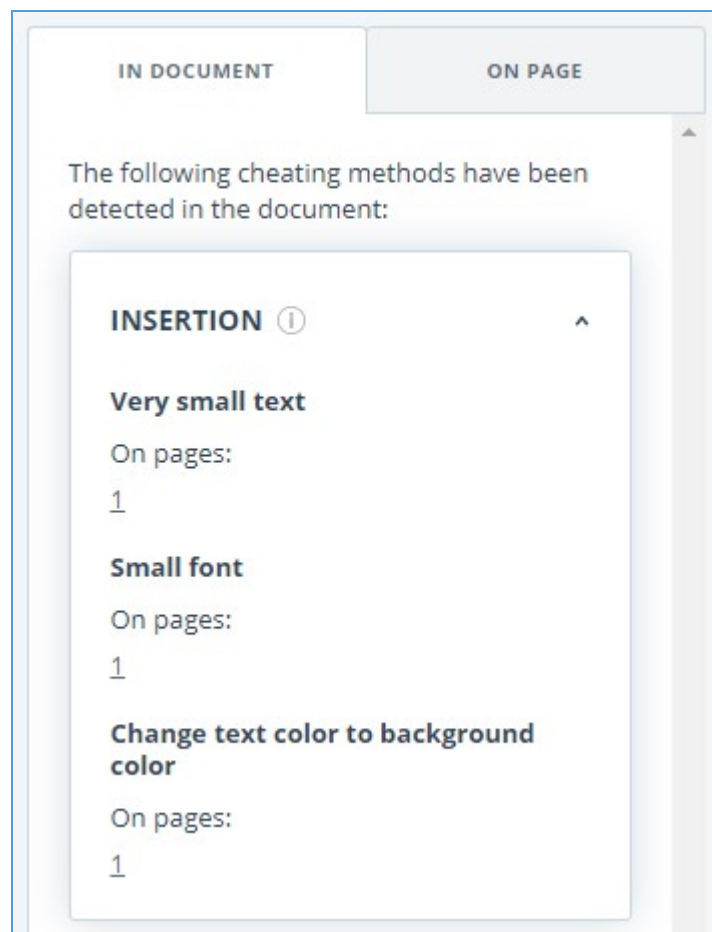 IN DOCUMENT
ON PAGE
The following cheating methods have been
detected in the document:
INSERTION
Very small text
On pages:
1
Small font
On pages:
1
Change text color to background
color
On pages:
1